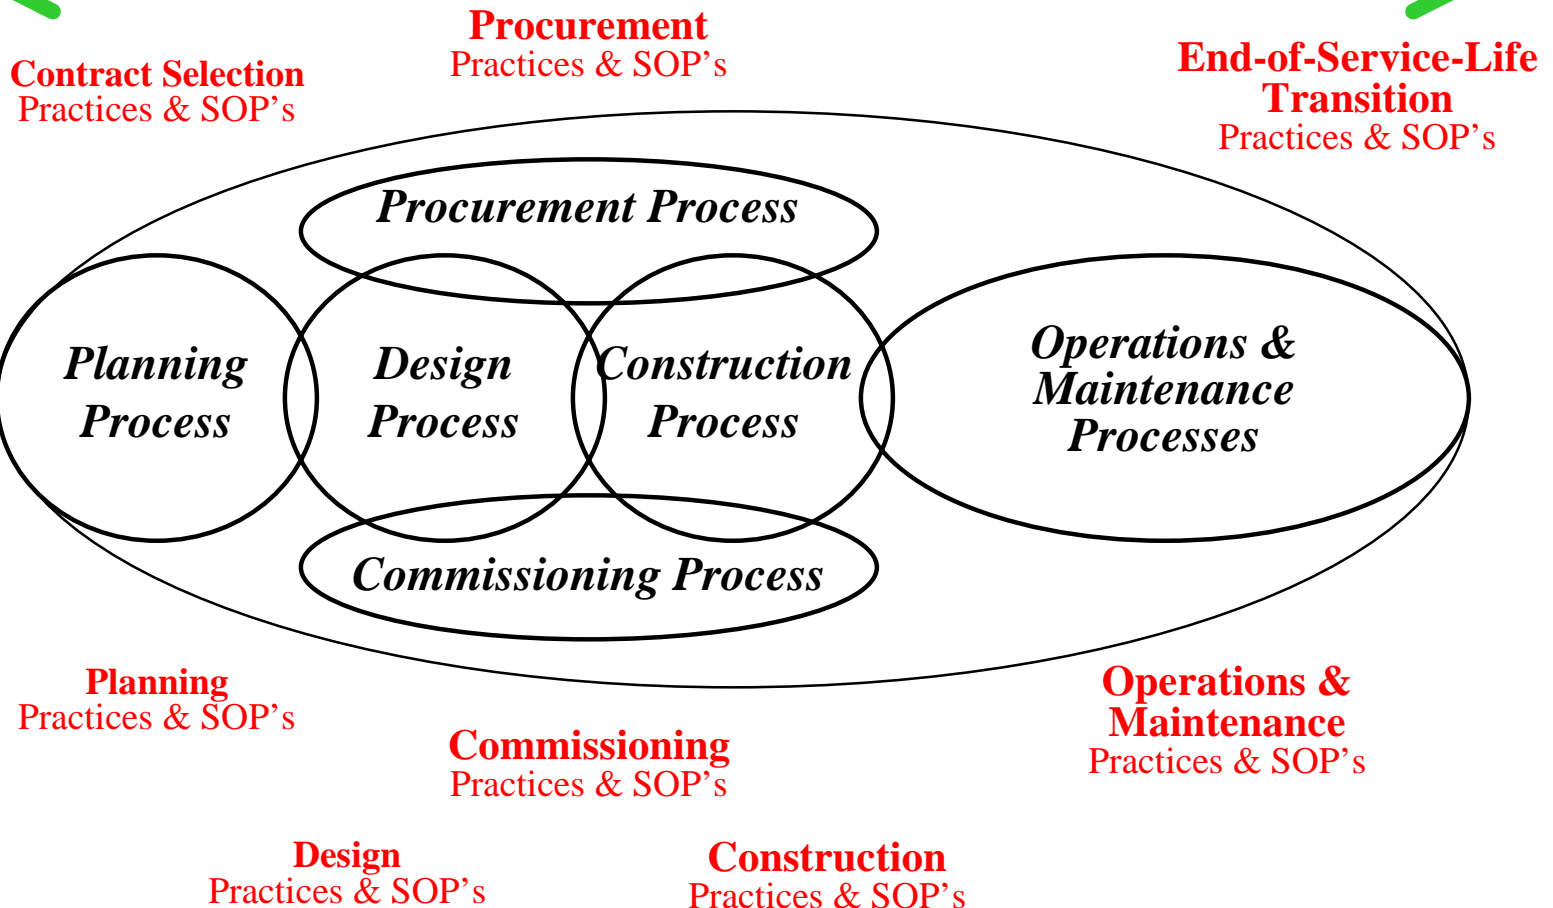 Procurement
Practices & SOP’s
Contract Selection
Practices & SOP’s
End-of-Service-Life
Transition
Practices & SOP’s
Procurement Process
Planning
Process
Design
Process
Construction
Process
Operations &
Maintenance
Processes
Commissioning Process
Planning
Practices & SOP’s
Commissioning
Practices & SOP’s
Operations &
Maintenance
Practices & SOP’s
Design
Practices & SOP’s
Construction
Practices & SOP’s